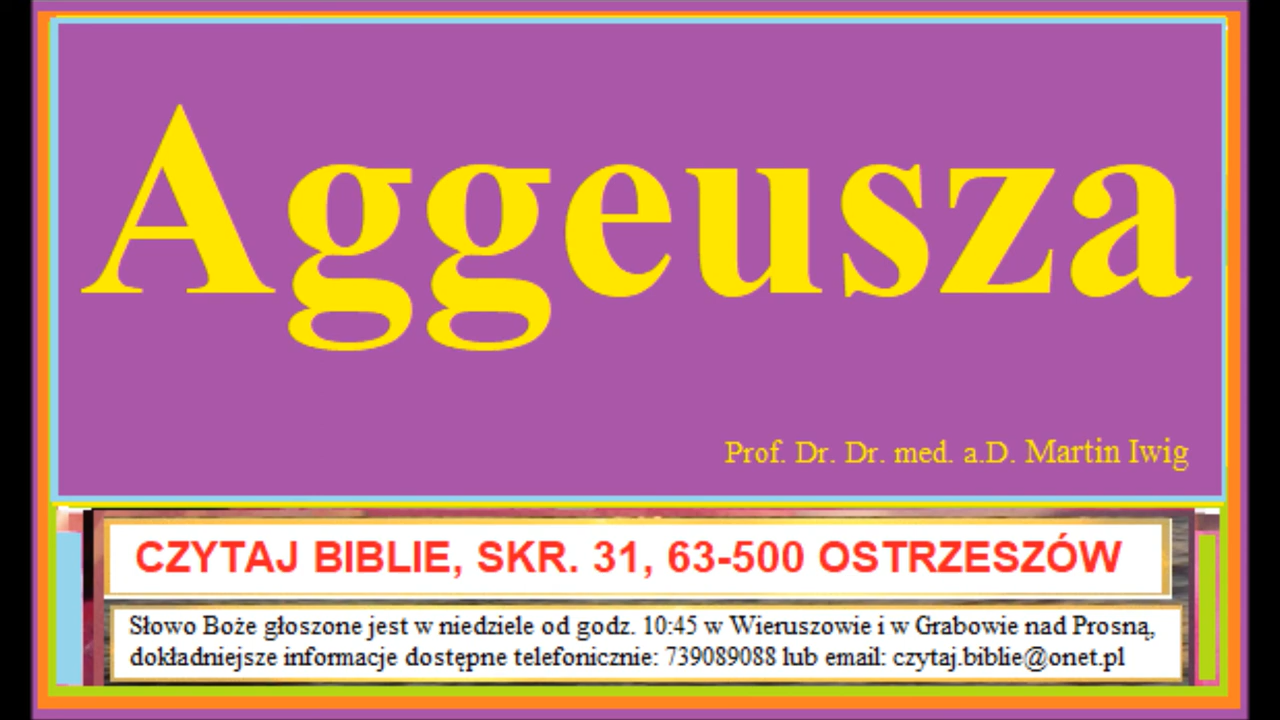 Aggeusza
Prof. Dr. Dr. med. a.D. Martin Iwig
CZYTAJ BIBLIE, SKR. 31, 63-500 OSTRZESZÓW
Słowo Boże głoszone jest w niedziele od godz. 10:45 w Wieruszowie i w Grabowie nad Prosną,
dokładniejsze informacje dostępne telefonicznie: 739089088 lub email: czytaj.biblie@onet.pl